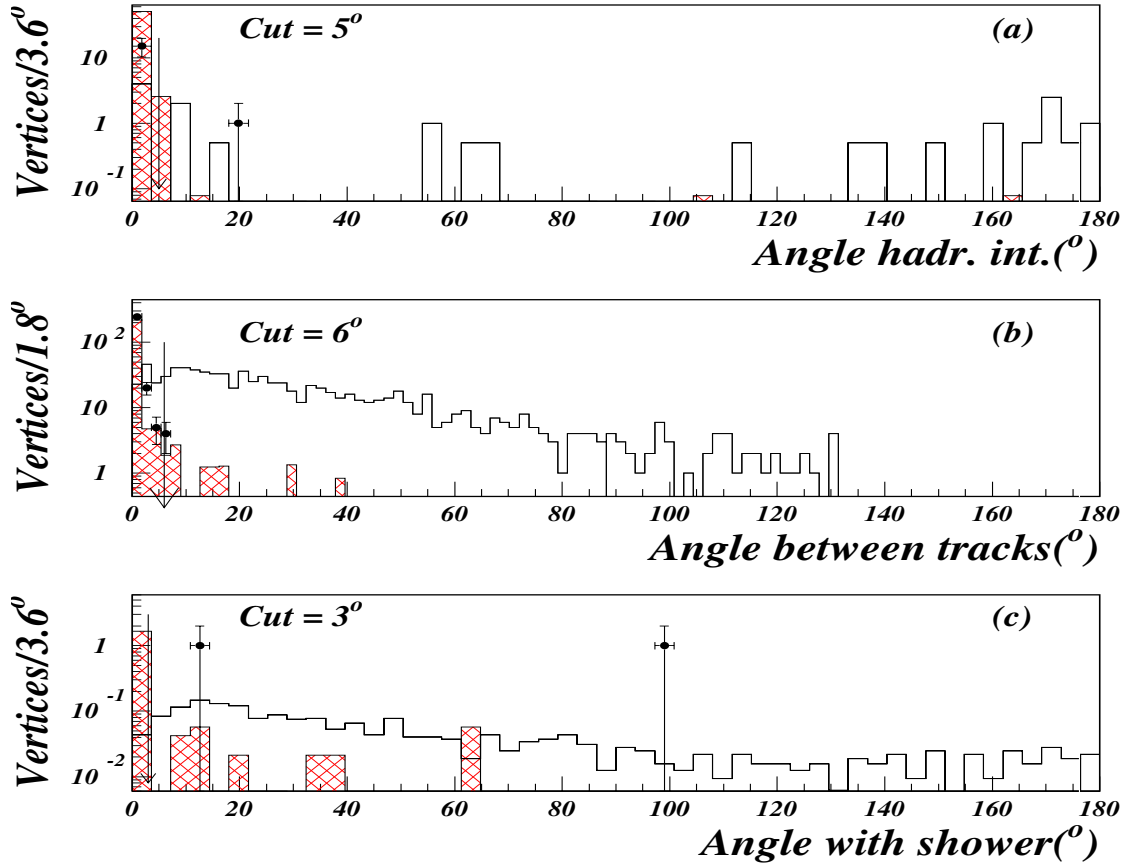 Cut = 5° (a)
Vertices/3.6°
10
1
10⁻¹
0 20 40 60 80 100 120 140 160 180
Angle hadr. int.(°)
Cut = 6° (b)
Vertices/1.8°
10²
10
1
0 20 40 60 80 100 120 140 160 180
Angle between tracks(°)
Cut = 3° (c)
Vertices/3.6°
1
10⁻¹
10⁻²
0 20 40 60 80 100 120 140 160 180
Angle with shower(°)